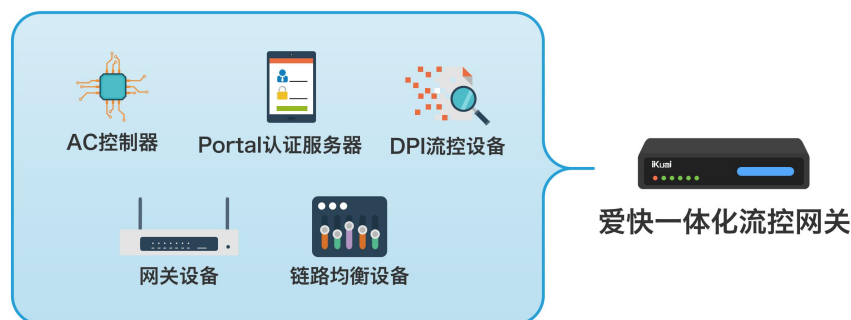 AC控制器
Portal认证服务器
DPI流控设备
网关设备
链路均衡设备
iKuai
爱快一体化流控网关